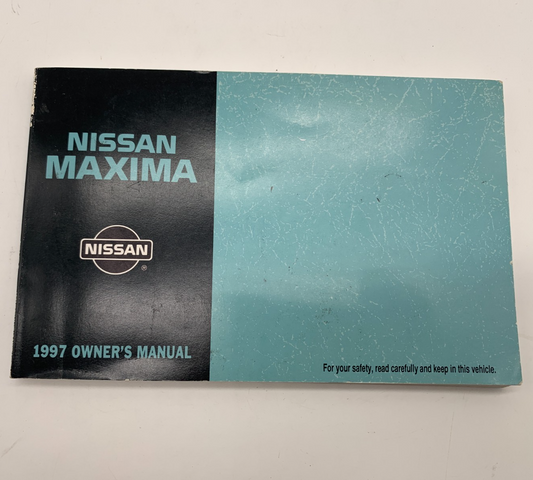 NISSAN
MAXIMA
NISSAN
®
1997 OWNER'S MANUAL
For your safety, read carefully and keep in this vehicle.